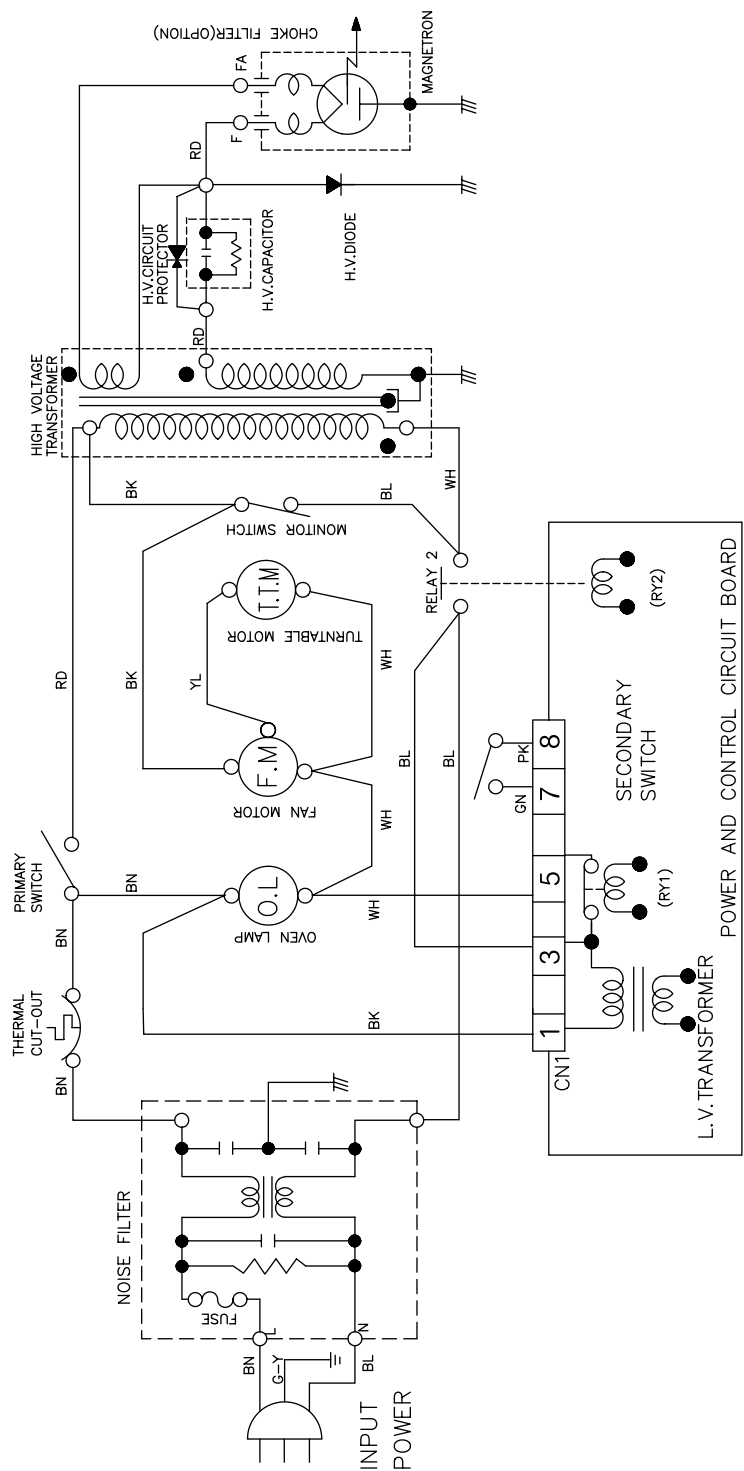 CHOKE FILTER(OPTION)
FA
F
MAGNETRON
RD
H.V.CIRCUIT
PROTECTOR
H.V.CAPACITOR
H.V.DIODE
RD
HIGH VOLTAGE
TRANSFORMER
BK
BL
WH
MONITOR SWITCH
RELAY 2
T.T.M
TURNTABLE MOTOR
RD
BK
YL
WH
F.M
FAN MOTOR
BL
BL
WH
PRIMARY
SWITCH
BN
BN
O.L
OVEN LAMP
WH
THERMAL
CUT-OUT
BN
BK
NOISE FILTER
FUSE
L
N
BN
G-Y
BL
INPUT
POWER
CN1
1
3
5
7
8
GN
PK
SECONDARY
SWITCH
(RY1)
(RY2)
L.V.TRANSFORMER
POWER AND CONTROL CIRCUIT BOARD